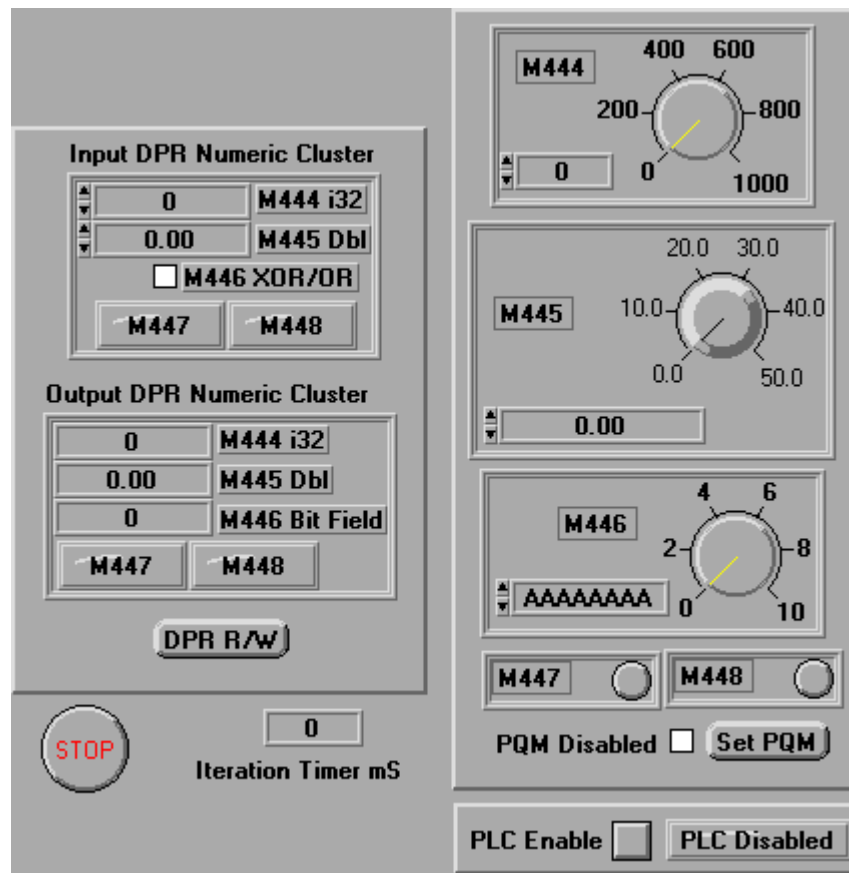 Input DPR Numeric Cluster
0 M444 i32
0.00 M445 Dbl
M446 XOR/OR
M447 M448
Output DPR Numeric Cluster
0 M444 i32
0.00 M445 Dbl
0 M446 Bit Field
M447 M448
DPR R/W
STOP
0
Iteration Timer mS
M444
400 600
200 800
0 1000
0
M445
20.0 30.0
10.0 40.0
0.0 50.0
0.00
M446
4 6
2 8
0 10
AAAAAAAA
M447 M448
PQM Disabled Set PQM
PLC Enable PLC Disabled